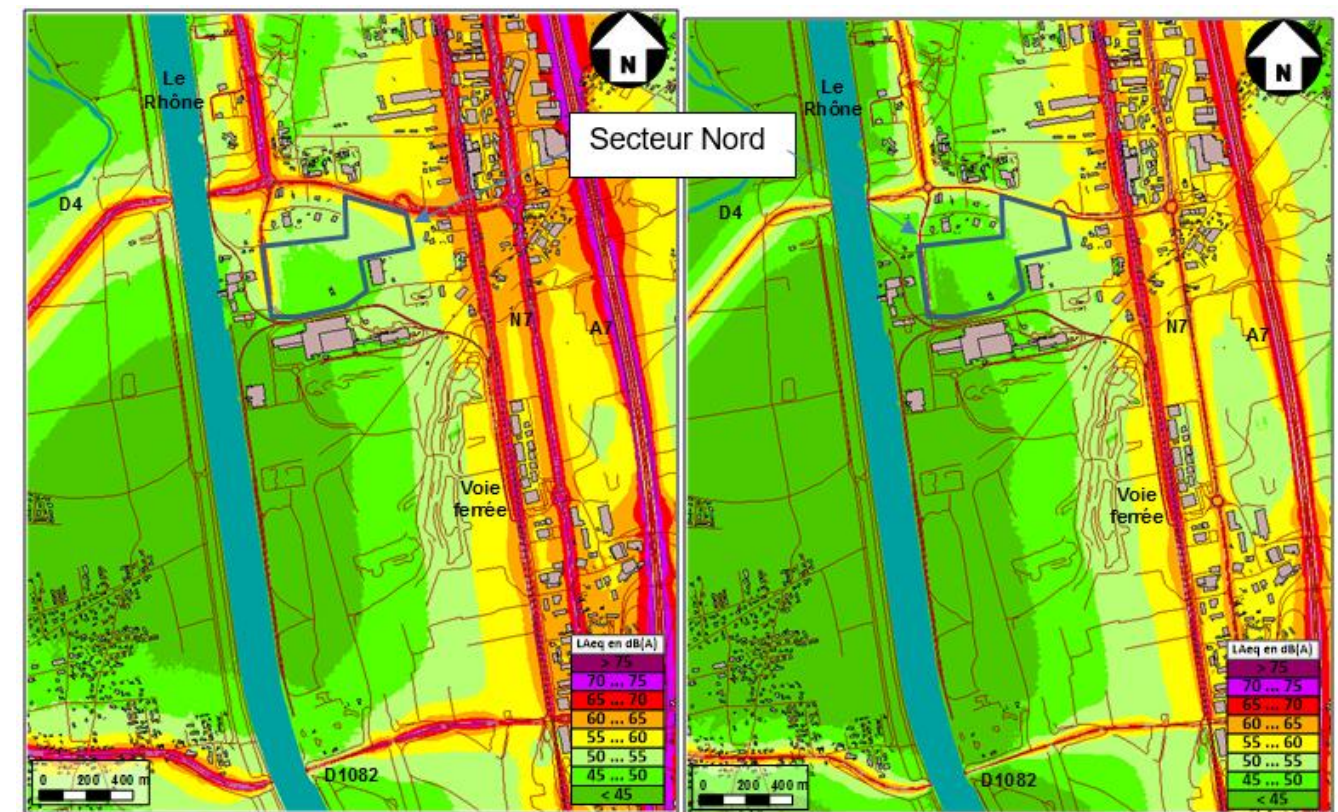 N
N
Le
Rhône
Le
Rhône
Secteur Nord
D4
D4
N7
A7
N7
A7
Voie
ferrée
Voie
ferrée
LAeq en dB(A)
> 75
70 ... 75
65 ... 70
60 ... 65
55 ... 60
50 ... 55
45 ... 50
< 45
LAeq en dB(A)
> 75
70 ... 75
65 ... 70
60 ... 65
55 ... 60
50 ... 55
45 ... 50
< 45
D1082
D1082
0 200 400 m
0 200 400 m